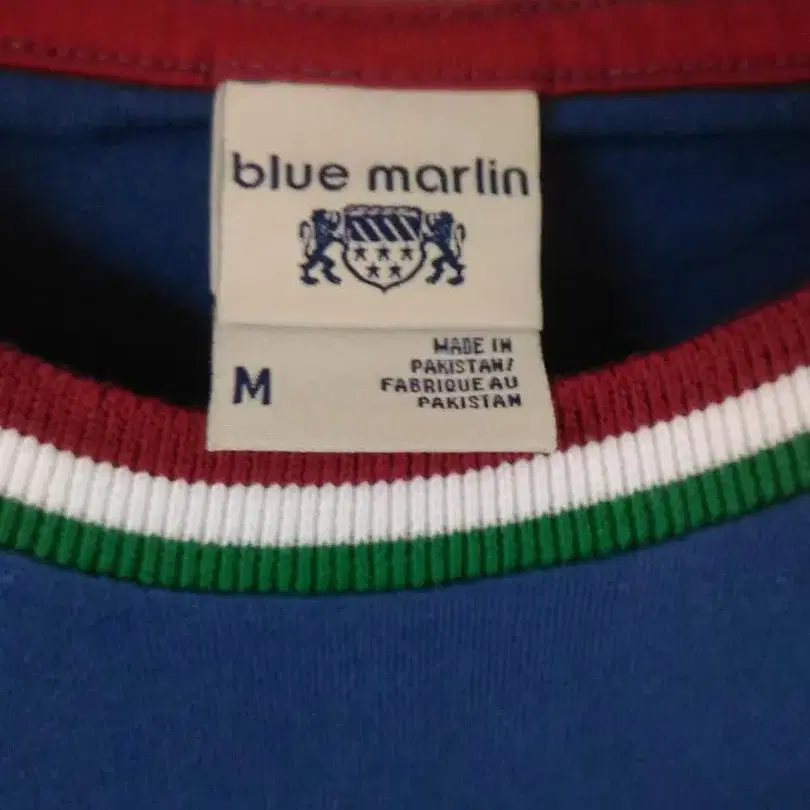 blue marlin
M
MADE IN
PAKISTAN/
FABRIQUE AU
PAKISTAN